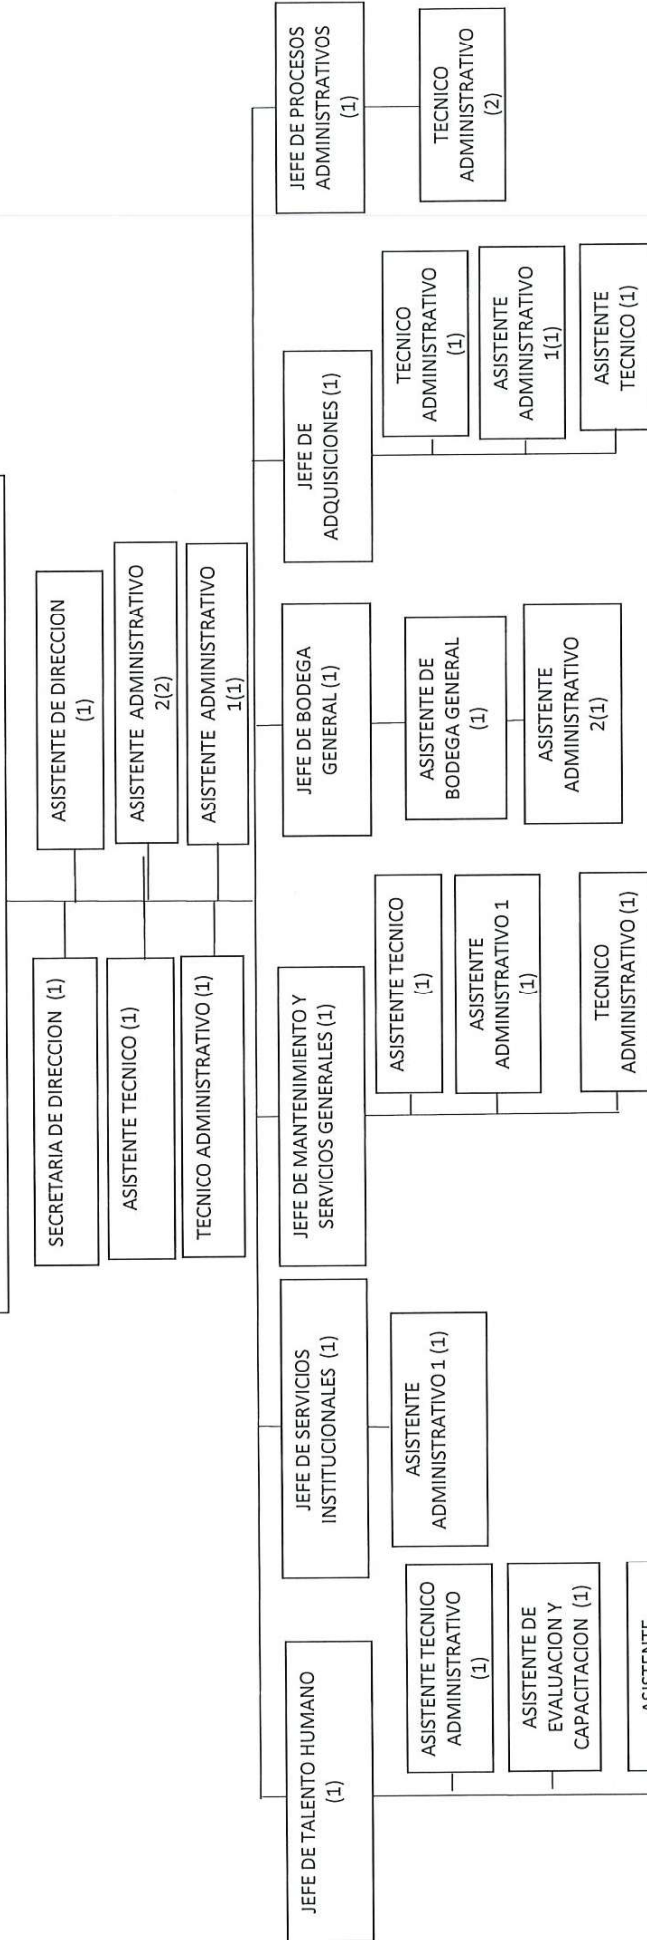 SECRETARIA DE DIRECCION (1)
ASISTENTE DE DIRECCION
(1)
ASISTENTE TECNICO (1)
ASISTENTE ADMINISTRATIVO
2(2)
TECNICO ADMINISTRATIVO (1)
ASISTENTE ADMINISTRATIVO
1(1)
JEFE DE TALENTO HUMANO
(1)
ASISTENTE TECNICO
ADMINISTRATIVO
(1)
ASISTENTE DE
EVALUACION Y
CAPACITACION (1)
JEFE DE SERVICIOS
INSTITUCIONALES (1)
ASISTENTE
ADMINISTRATIVO 1 (1)
JEFE DE MANTENIMIENTO Y
SERVICIOS GENERALES (1)
ASISTENTE TECNICO
(1)
ASISTENTE
ADMINISTRATIVO 1
(1)
TECNICO
ADMINISTRATIVO (1)
JEFE DE BODEGA
GENERAL (1)
ASISTENTE DE
BODEGA GENERAL
(1)
ASISTENTE
ADMINISTRATIVO
2(1)
JEFE DE
ADQUISICIONES (1)
TECNICO
ADMINISTRATIVO
(1)
ASISTENTE
ADMINISTRATIVO
1(1)
ASISTENTE
TECNICO (1)
JEFE DE PROCESOS
ADMINISTRATIVOS
(1)
TECNICO
ADMINISTRATIVO
(2)